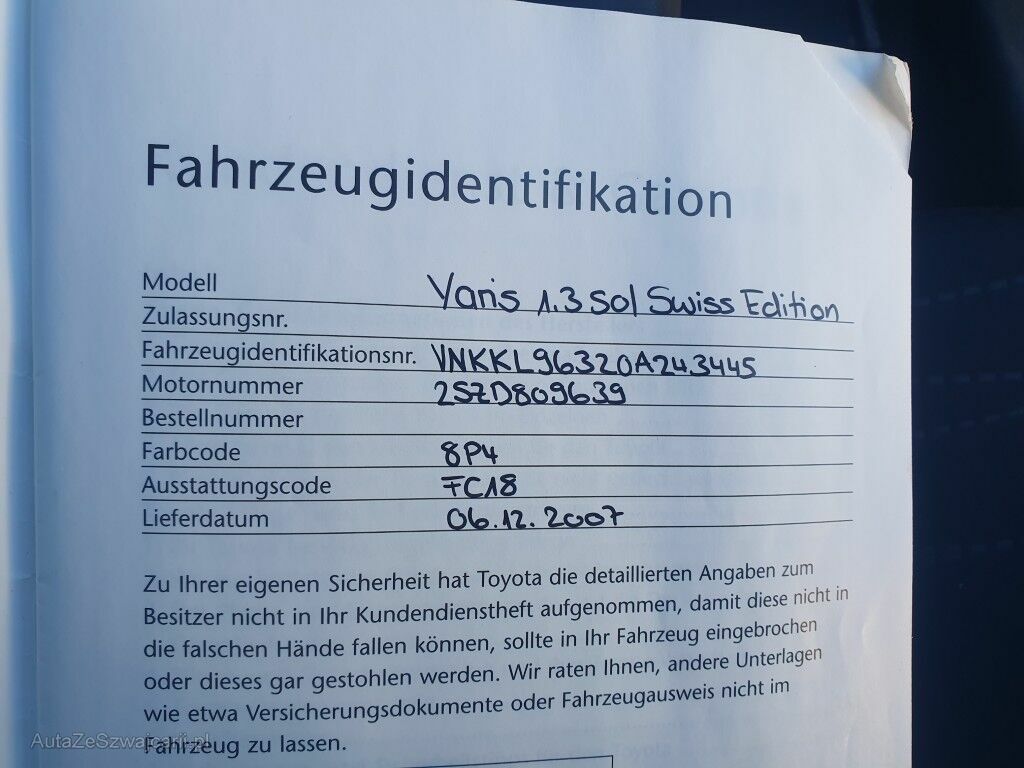 Fahrzeugidentifikation
Modell Yaris 1.3 Sol Swiss Edition
Zulassungsnr.
Fahrzeugidentifikationsnr. VNKKL96320A243445
Motornummer 2SZD809639
Bestellnummer
Farbcode 8P4
Ausstattungscode FC18
Lieferdatum 06.12.2007
Zu Ihrer eigenen Sicherheit hat Toyota die detaillierten Angaben zum
Besitzer nicht in Ihr Kundendienstheft aufgenommen, damit diese nicht in
die falschen Hände fallen können, sollte in Ihr Fahrzeug eingebrochen
oder dieses gar gestohlen werden. Wir raten Ihnen, andere Unterlagen
wie etwa Versicherungsdokumente oder Fahrzeugausweis nicht im
Fahrzeug zu lassen.
AutaZeSzwajcarii.pl